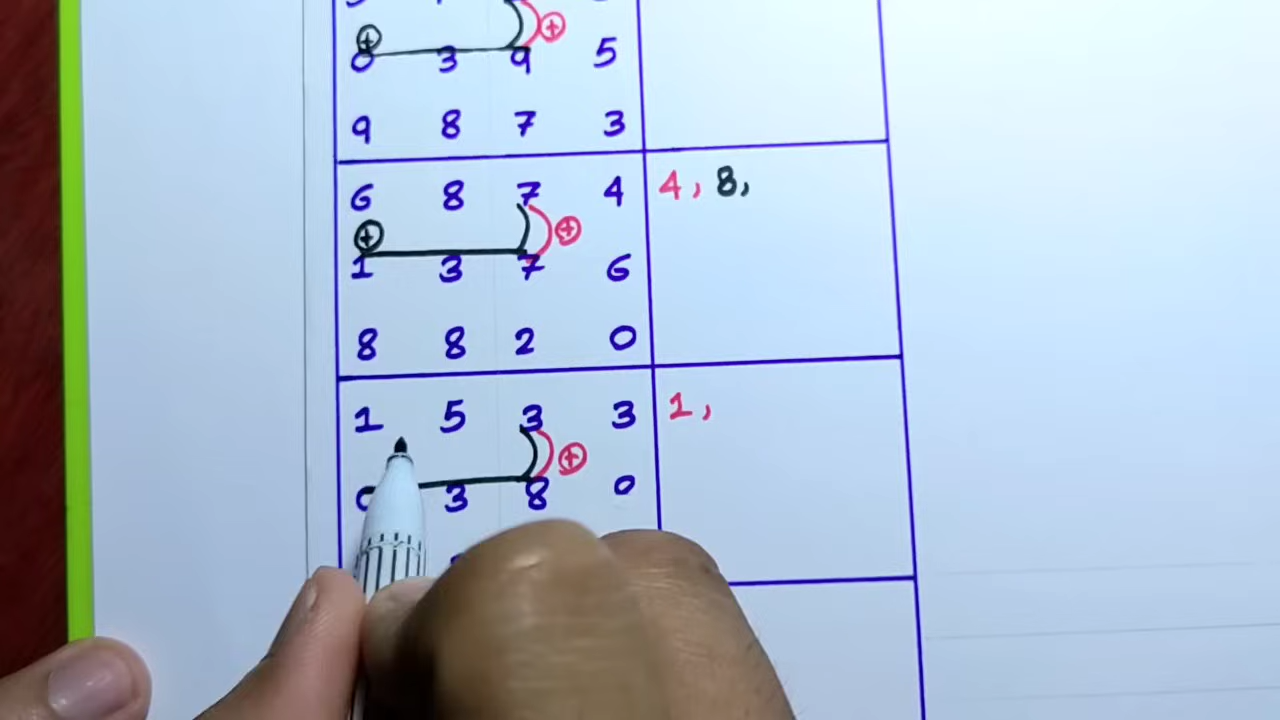 ⊕ ⊕
0 3 9 5
9 8 7 3
6 8 7 4 4, 8,
⊕ ⊕
1 3 7 6
8 8 2 0
1 5 3 3 1,
⊕
0 3 8 0